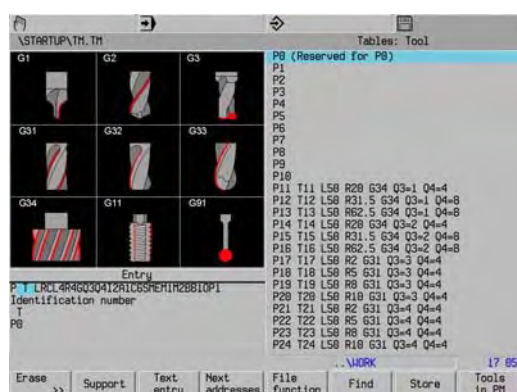 \STARTUP\TM.TM
Tables: Tool
G1 G2 G3
G31 G32 G33
G34 G11 G91
P0 (Reserved for P0)
P1
P2
P3
P4
P5
P6
P7
P8
P9
P10
P11 T11 L50 R20 G34 Q3=1 Q4=4
P12 T12 L50 R31.5 G34 Q3=1 Q4=8
P13 T13 L50 R62.5 G34 Q3=1 Q4=8
P14 T14 L50 R20 G34 Q3=2 Q4=4
P15 T15 L50 R31.5 G34 Q3=2 Q4=8
P16 T16 L50 R62.5 G34 Q3=2 Q4=8
P17 T17 L50 R2 G31 Q3=3 Q4=4
P18 T18 L50 R5 G31 Q3=3 Q4=4
P19 T19 L50 R8 G31 Q3=3 Q4=4
P20 T20 L50 R10 G31 Q3=3 Q4=4
P21 T21 L50 R2 G31 Q3=4 Q4=4
P22 T22 L50 R5 G31 Q3=4 Q4=4
P23 T23 L50 R8 G31 Q3=4 Q4=4
P24 T24 L50 R10 G31 Q3=4 Q4=4
Entry
P T
Identification number
T
P0
..\WORK
17 05
Erase >>
Support
Text entry
Next addresses
File function
Find
Store
Tools in PM